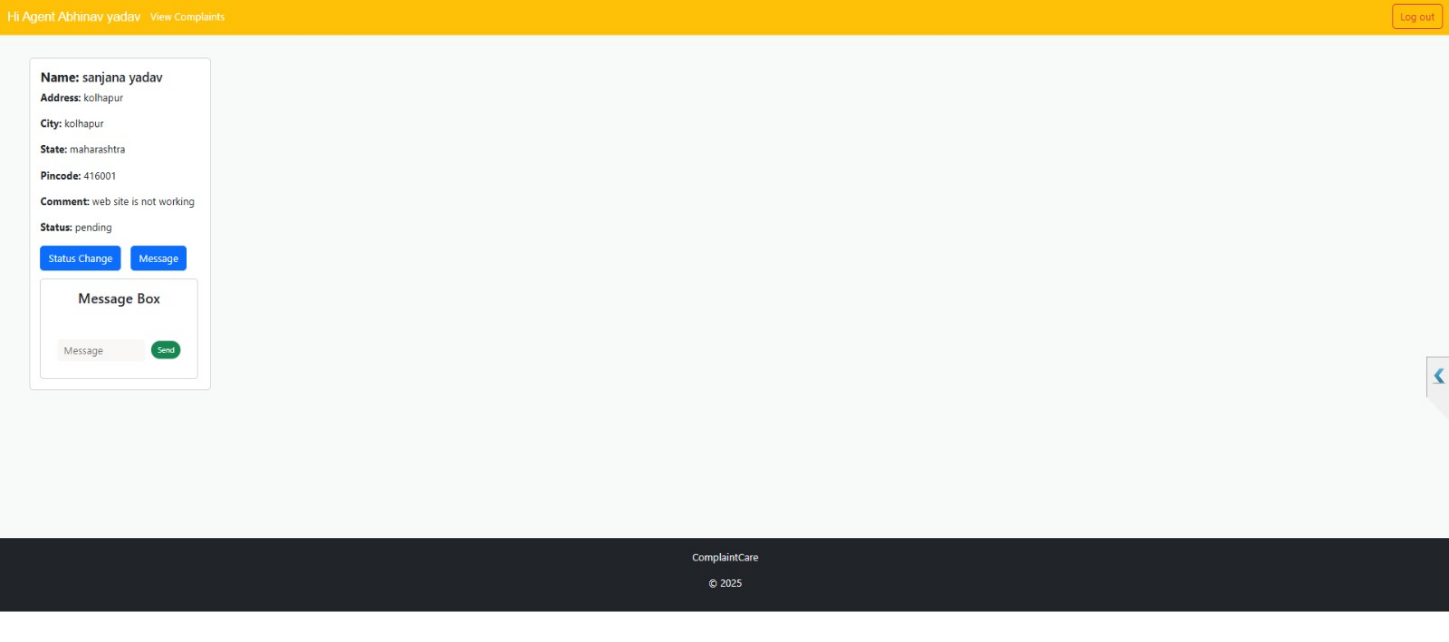 Hi Agent Abhinav yadav View Complaints Log out
Name: sanjana yadav
Address: kolhapur
City: kolhapur
State: maharashtra
Pincode: 416001
Comment: web site is not working
Status: pending
Status Change Message
Message Box
Message Send
ComplaintCare
© 2025